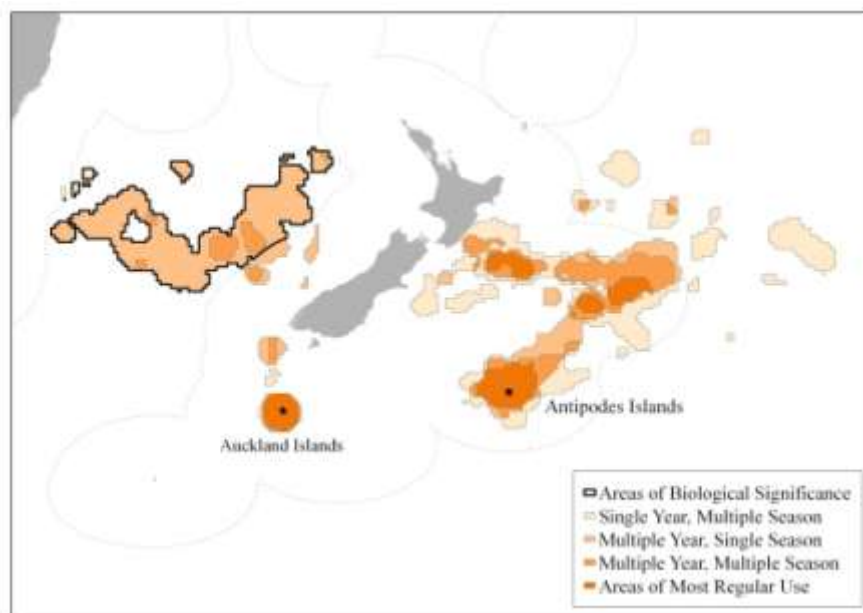 Auckland Islands
Antipodes Islands
Areas of Biological Significance
Single Year, Multiple Season
Multiple Year, Single Season
Multiple Year, Multiple Season
Areas of Most Regular Use